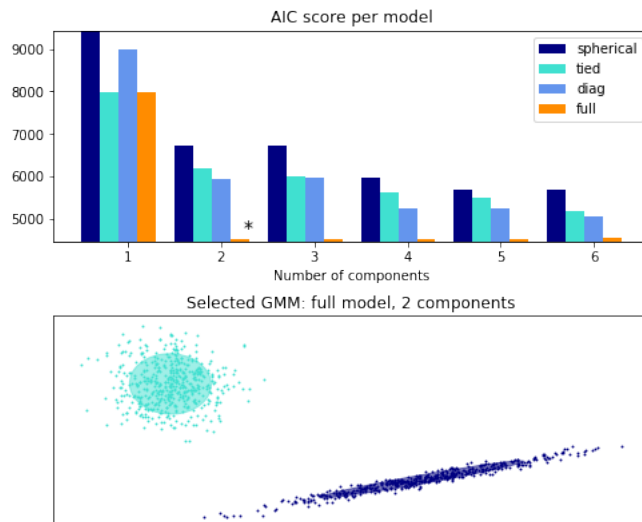 AIC score per model
9000
8000
7000
6000
5000
spherical
tied
diag
full
*
1 2 3 4 5 6
Number of components
Selected GMM: full model, 2 components